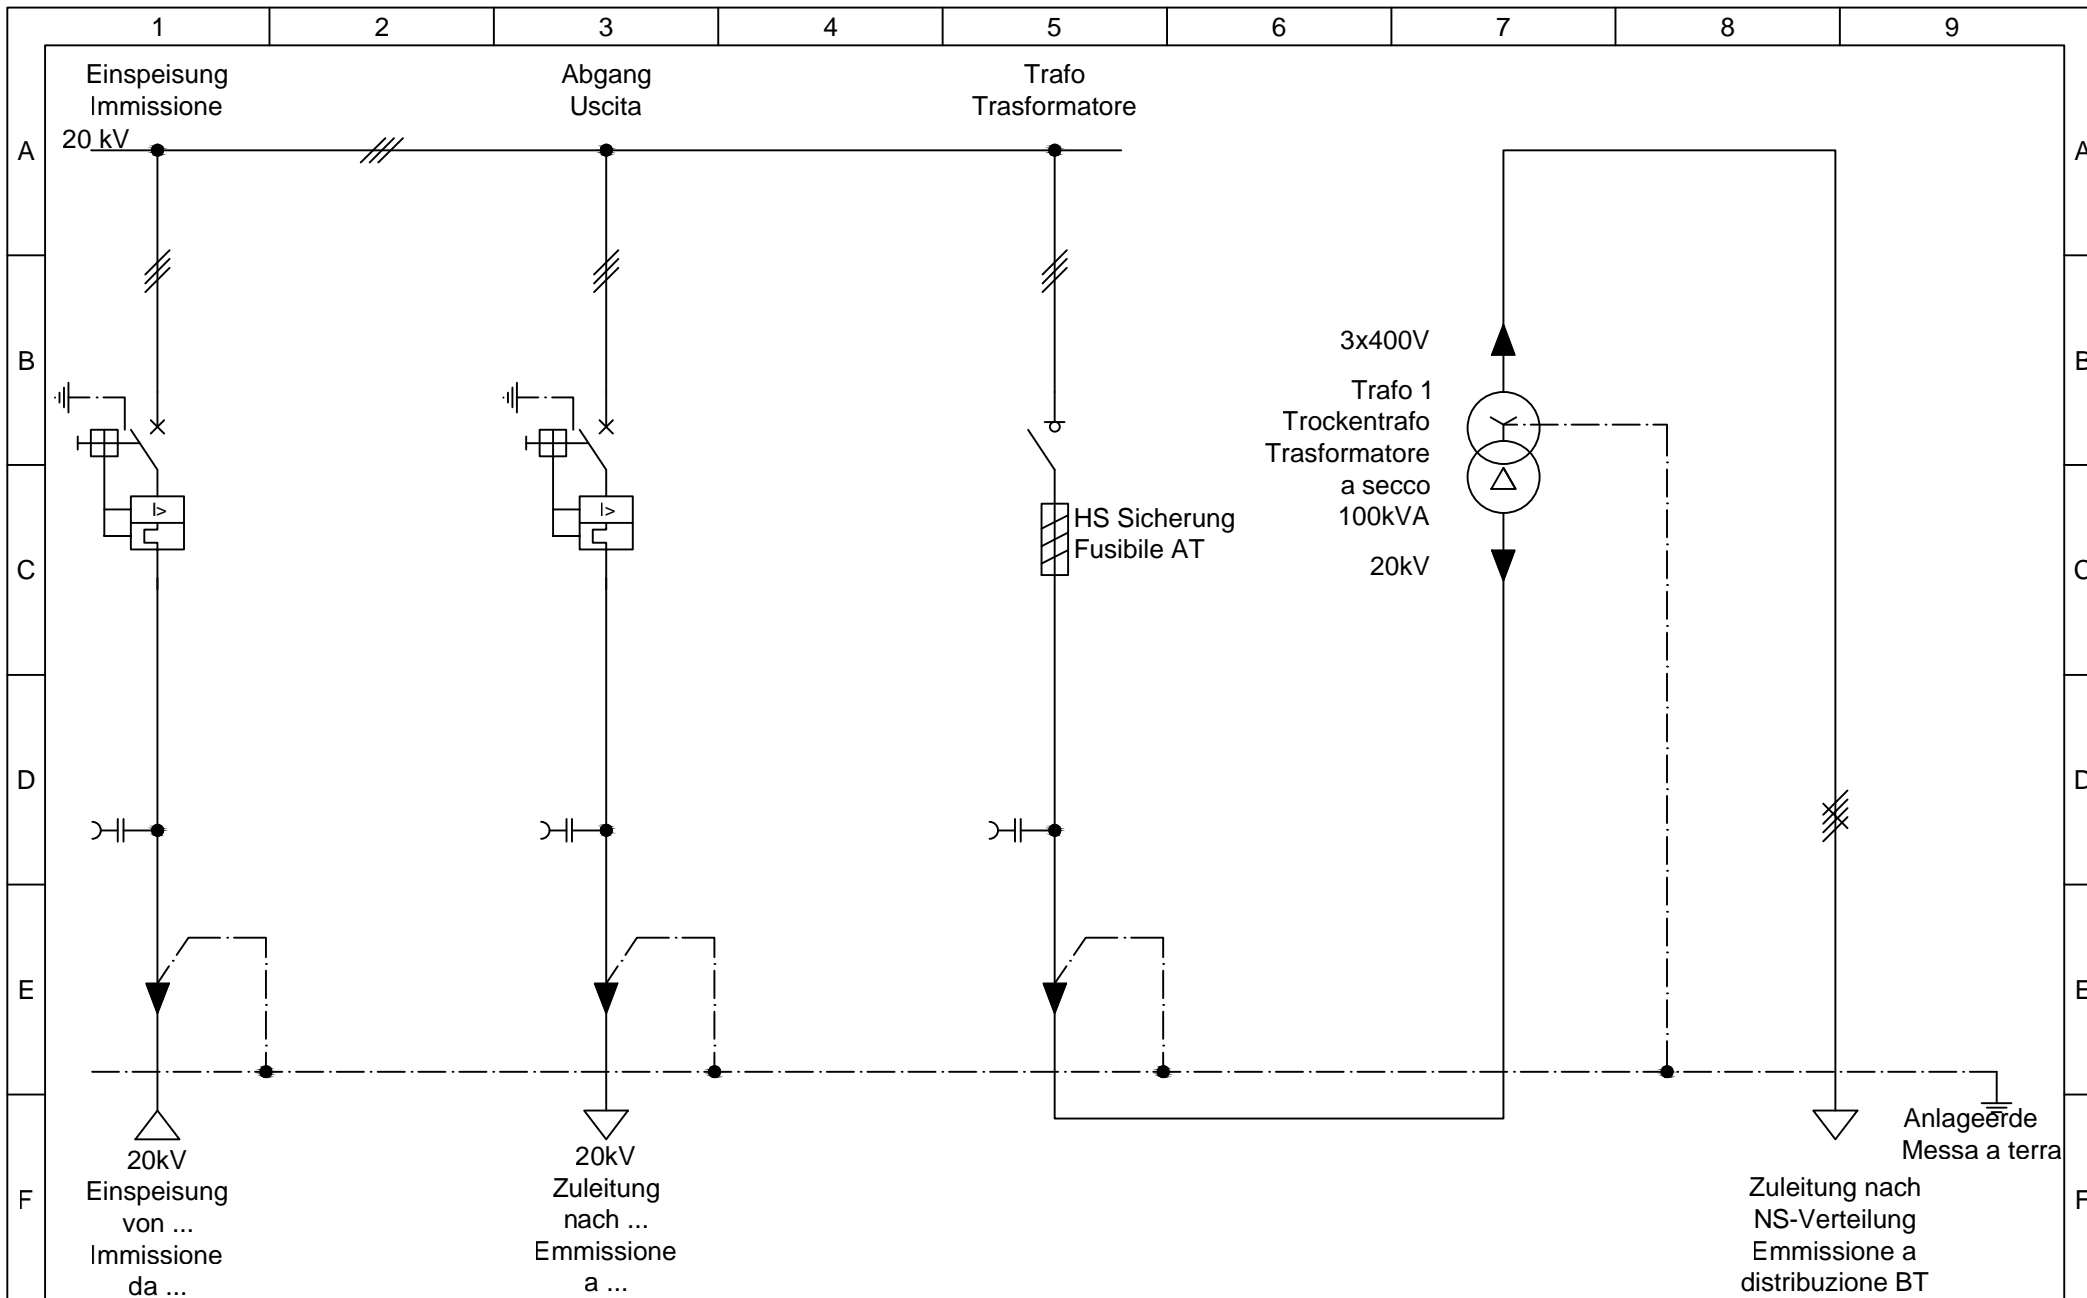 1 2 3 4 5 6 7 8 9
Einspeisung
Immissione
Abgang
Uscita
Trafo
Trasformatore
20 kV
A A
B B
C C
D D
E E
F F
I>
I>
HS Sicherung
Fusibile AT
3x400V
Trafo 1
Trockentrafo
Trasformatore
a secco
100kVA
20kV
20kV
Einspeisung
von ...
Immissione
da ...
20kV
Zuleitung
nach ...
Emmissione
a ...
Anlageerde
Messa a terra
Zuleitung nach
NS-Verteilung
Emmissione a
distribuzione BT